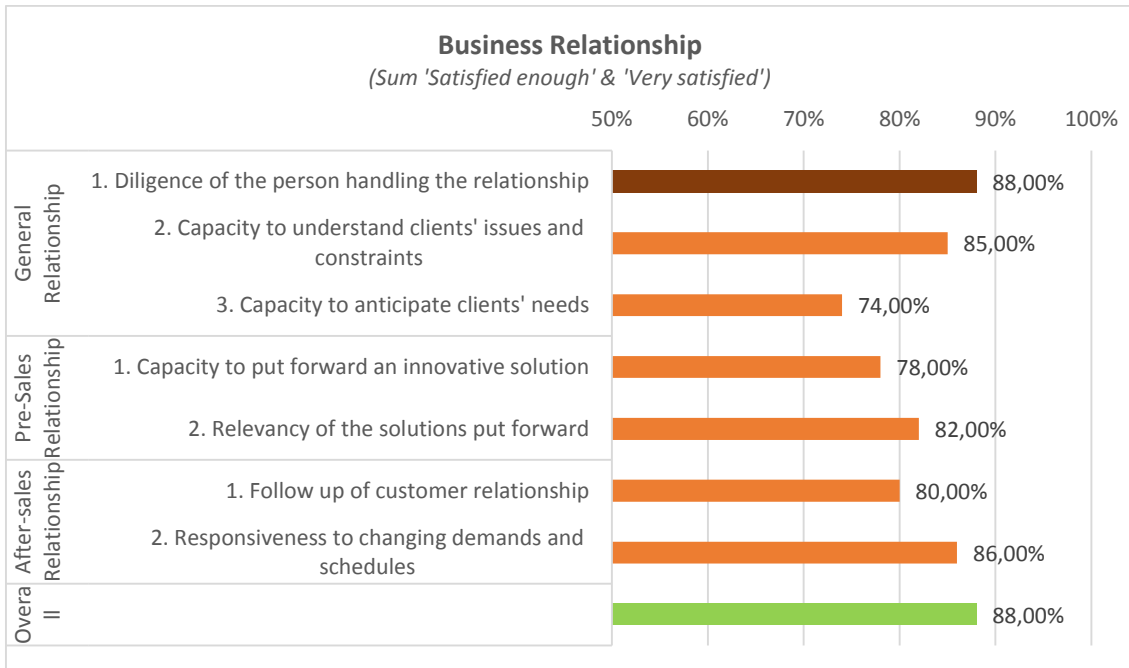 Business Relationship
(Sum 'Satisfied enough' & 'Very satisfied')
50% 60% 70% 80% 90% 100%
General
Relationship
1. Diligence of the person handling the relationship 88,00%
2. Capacity to understand clients' issues and
constraints
85,00%
3. Capacity to anticipate clients' needs 74,00%
Pre-Sales
Relationship
1. Capacity to put forward an innovative solution 78,00%
2. Relevancy of the solutions put forward 82,00%
After-sales
Relationship
1. Follow up of customer relationship 80,00%
2. Responsiveness to changing demands and
schedules
86,00%
Overa
ll
88,00%